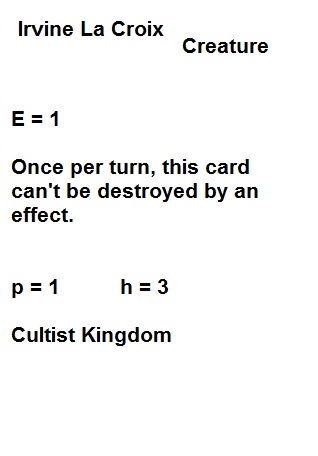 Irvine La Croix
Creature
E = 1
Once per turn, this card
can't be destroyed by an
effect.
p = 1 h = 3
Cultist Kingdom